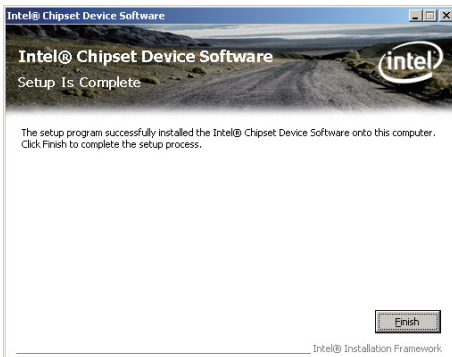 Intel® Chipset Device Software
Intel® Chipset Device Software
intel
Setup Is Complete
The setup program successfully installed the Intel® Chipset Device Software onto this computer.
Click Finish to complete the setup process.
Finish
Intel® Installation Framework